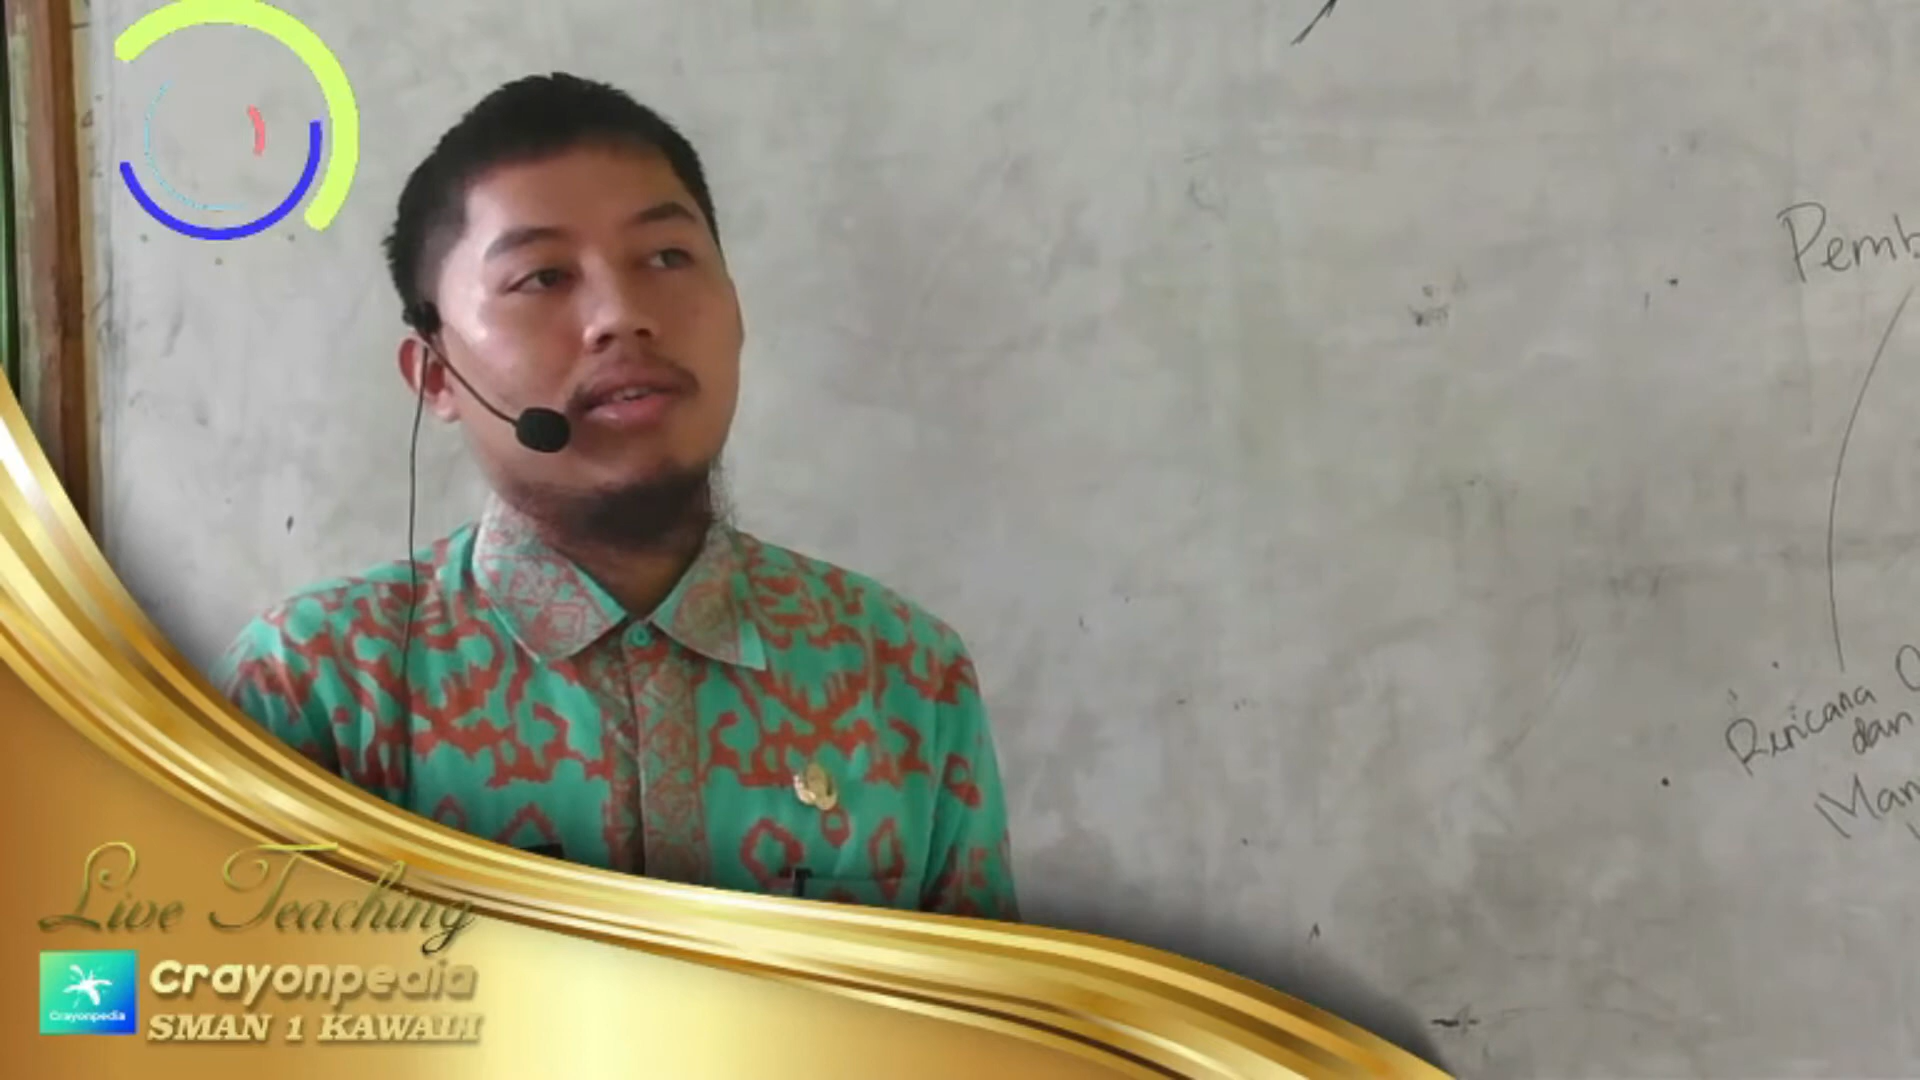 Pemb
Rencana
dan
Man
Live Teaching
Crayonpedia
Crayonpedia
SMAN 1 KAWALI